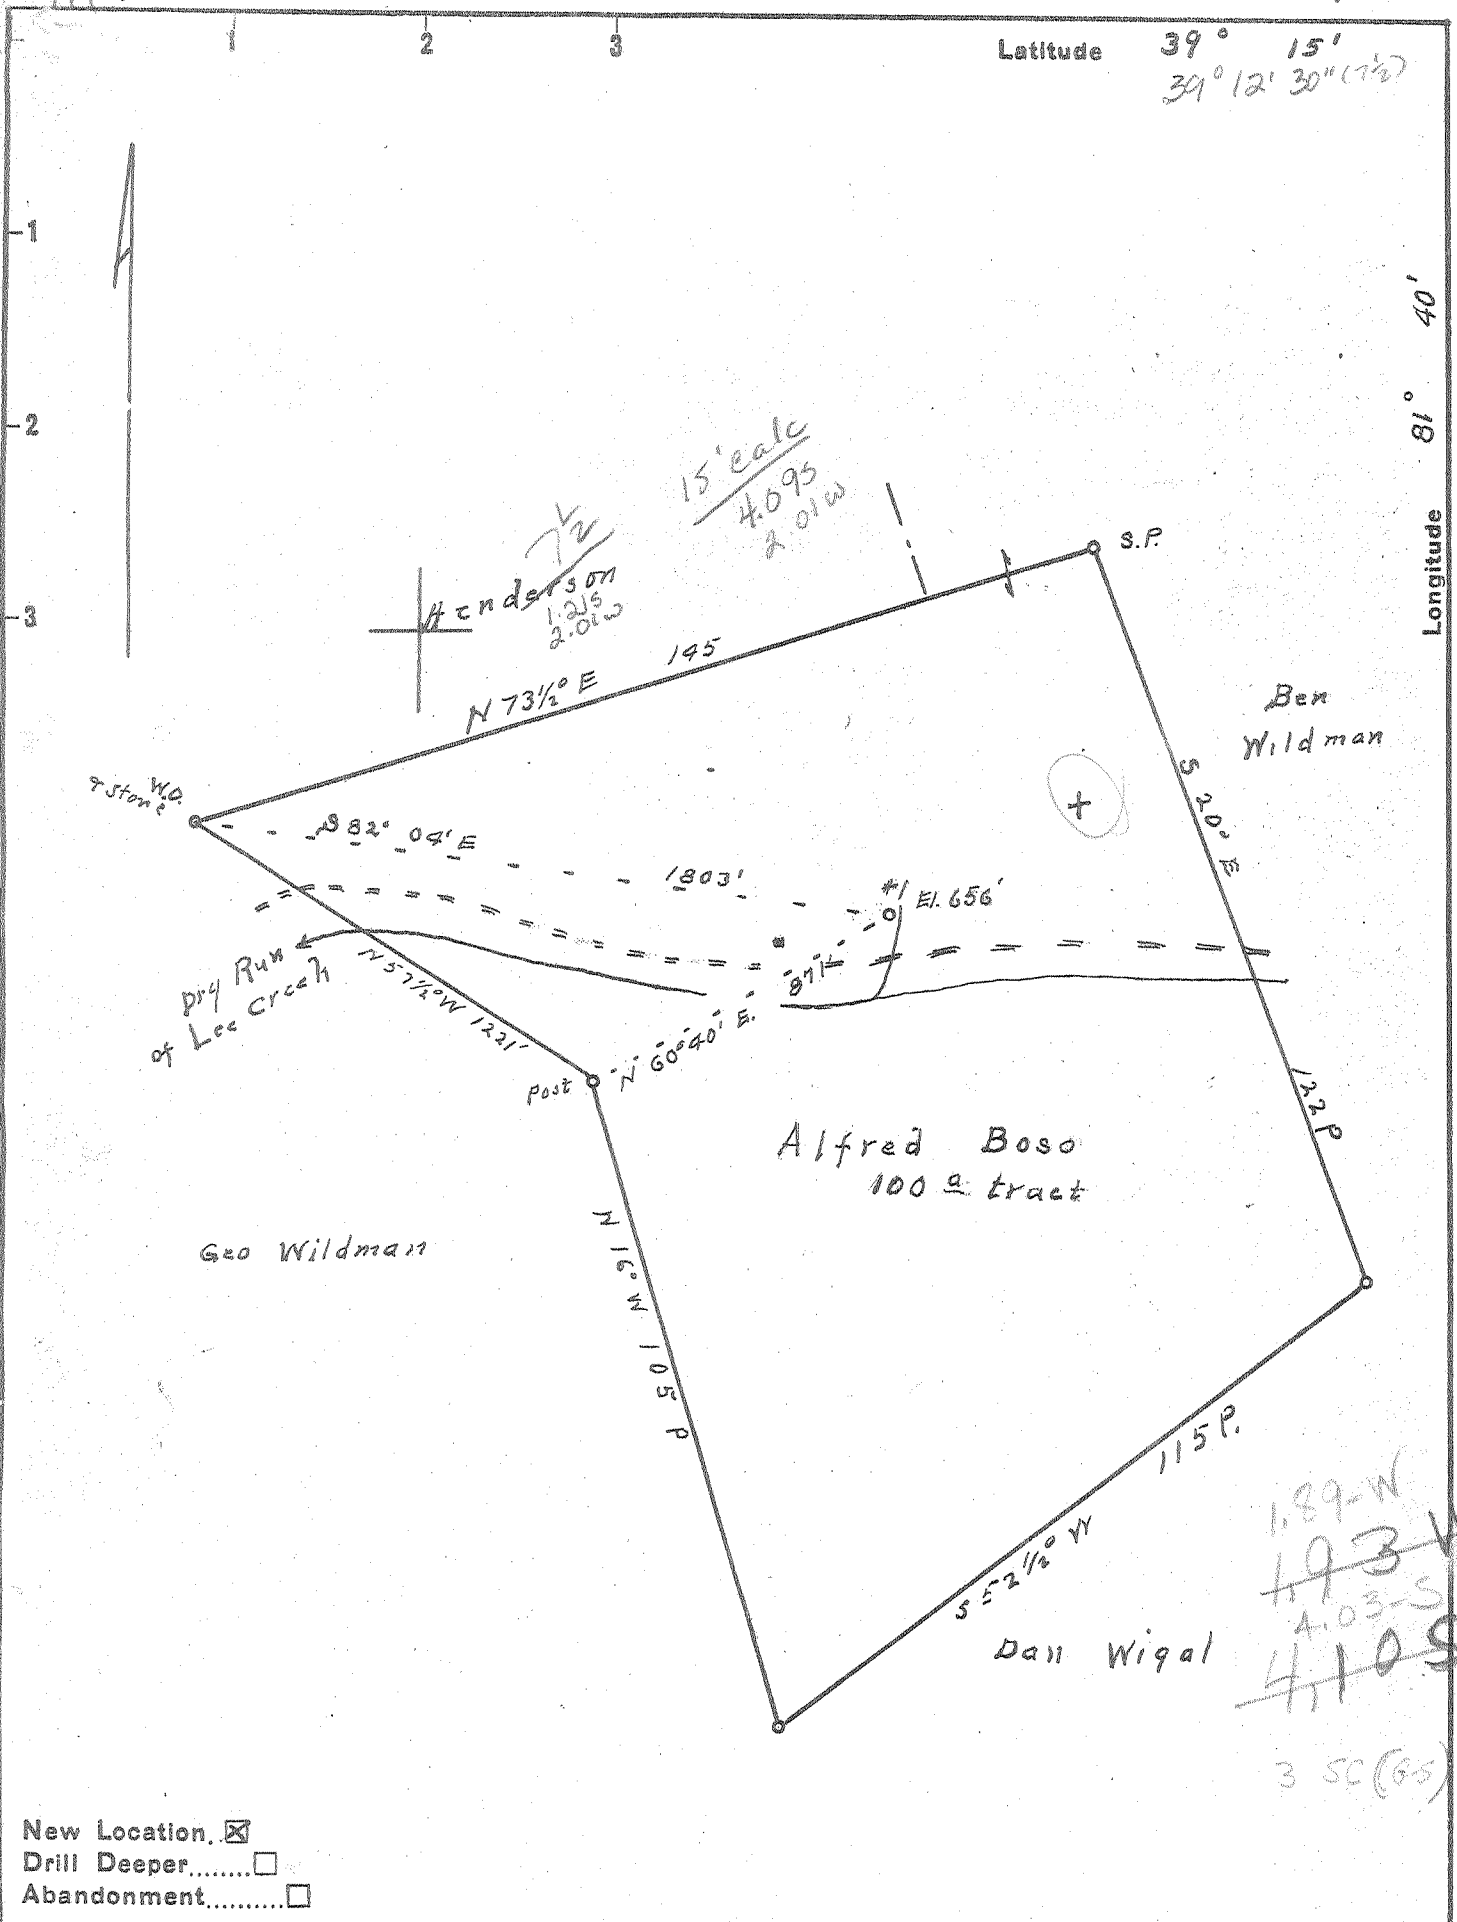 1 2 3
Latitude 39° 15'
39° 12' 30" (7½)
1
2
3
Longitude 81° 40'
15' calc
4.09S
2.01W
7½
Henderson
1.21S
2.01W
S.P.
145
N 73½° E
Ben
Wildman
S 20° E
122P
W.O.
& Stone
S 82° 04' E
1803'
#1 El. 656'
+
871'
N 60° 40' E.
Dry Run
of Lee Creek
N 57½° W 1221'
Post
Alfred Boso
100 a tract
Geo Wildman
N 16° W 105 P
115 P.
S 52½° W
Dan Wigal
1.89-W
1.93 W
4.03-S
4.10 S
3 SC (65)
New Location. ☒
Drill Deeper........☐
Abandonment..........☐